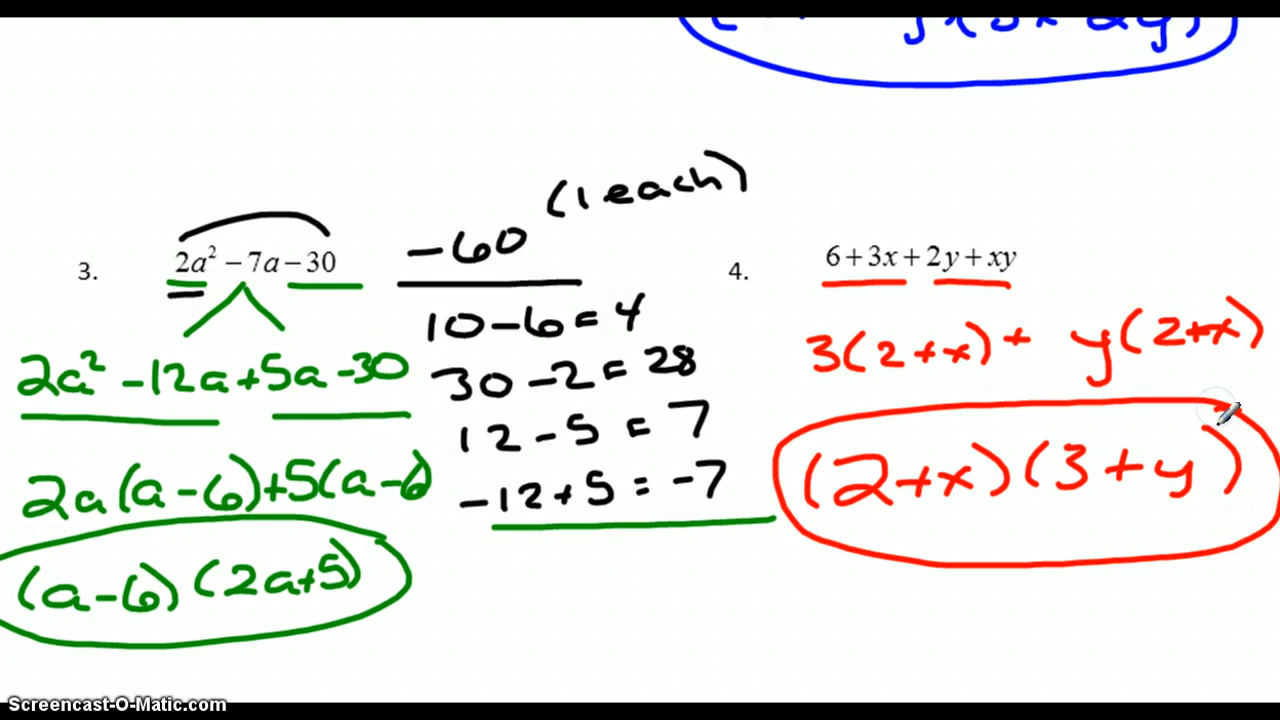 (1 each)
-60
3. 2a² − 7a − 30
10 - 6 = 4
30 - 2 = 28
12 - 5 = 7
-12 + 5 = -7
2a² - 12a + 5a - 30
2a(a - 6) + 5(a - 6)
(a - 6)(2a + 5)
4. 6 + 3x + 2y + xy
3(2 + x) + y(2 + x)
(2 + x)(3 + y)
Screencast-O-Matic.com